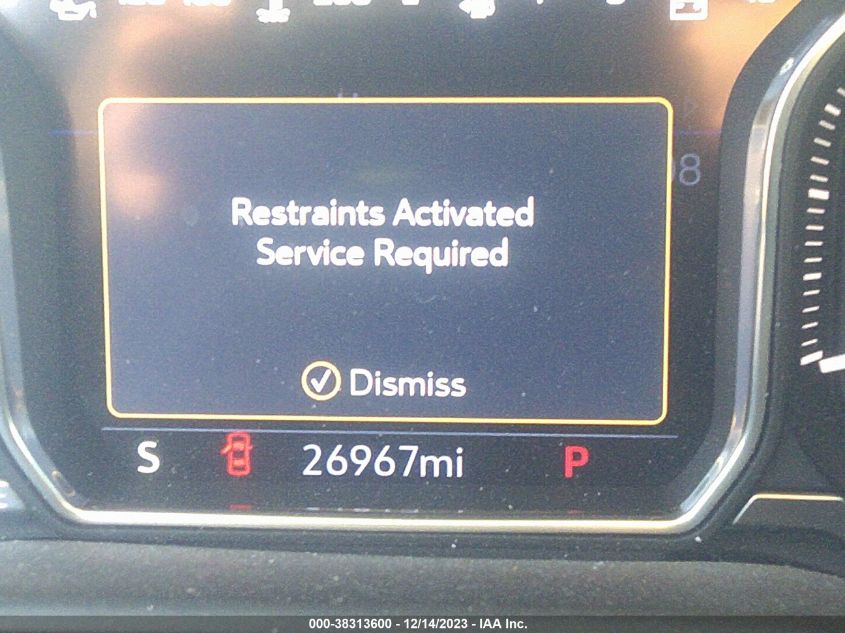 Restraints Activated
Service Required
Dismiss
S 26967mi P
000-38313600 - 12/14/2023 - IAA Inc.